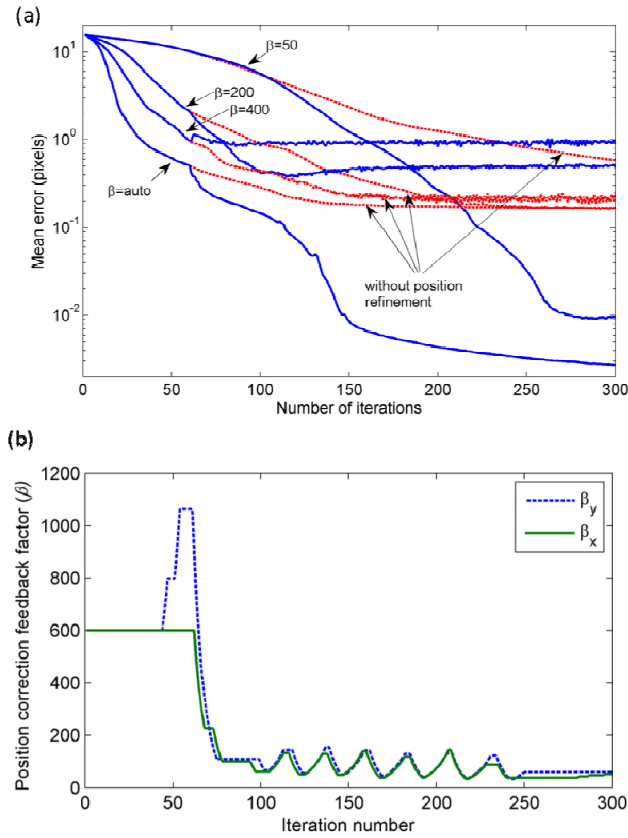 (a)
10^1
10^0
10^-1
10^-2
Mean error (pixels)
β=50
β=200
β=400
β=auto
without position
refinement
0 50 100 150 200 250 300
Number of iterations
(b)
1200
1000
800
600
400
200
0
Position correction feedback factor (β)
β_y
β_x
0 50 100 150 200 250 300
Iteration number